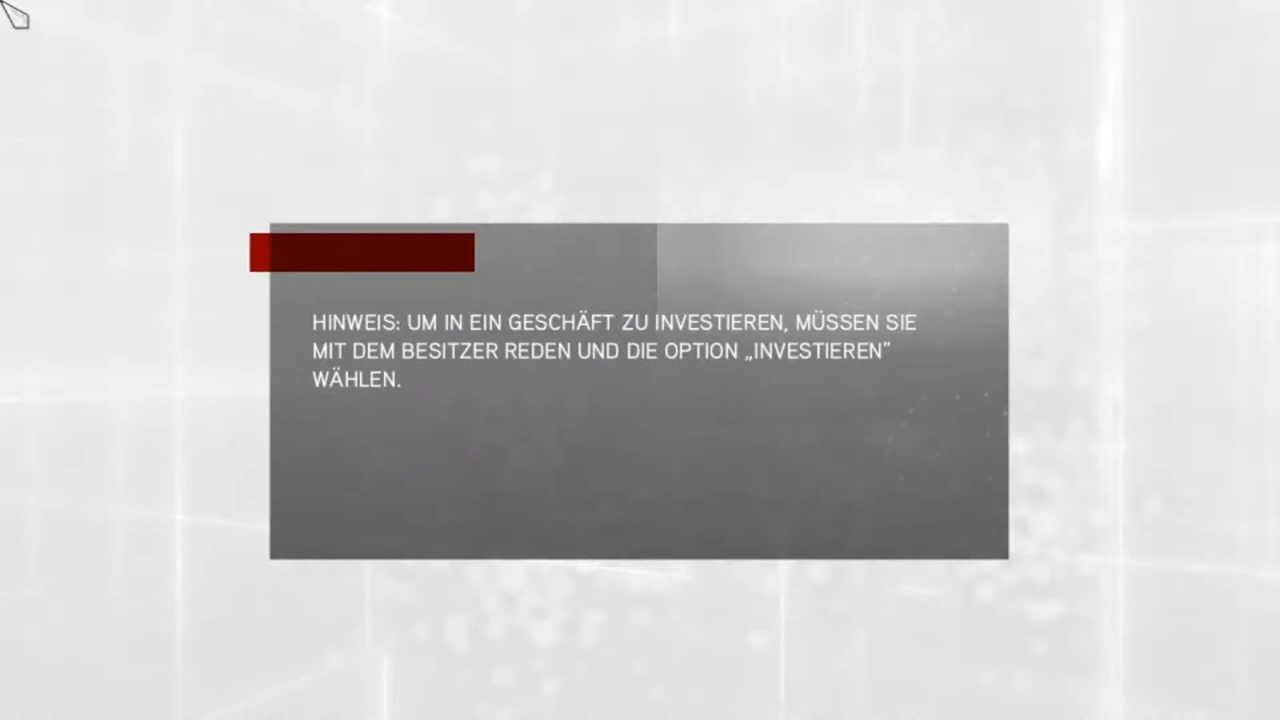 HINWEIS: UM IN EIN GESCHÄFT ZU INVESTIEREN, MÜSSEN SIE
MIT DEM BESITZER REDEN UND DIE OPTION „INVESTIEREN”
WÄHLEN.